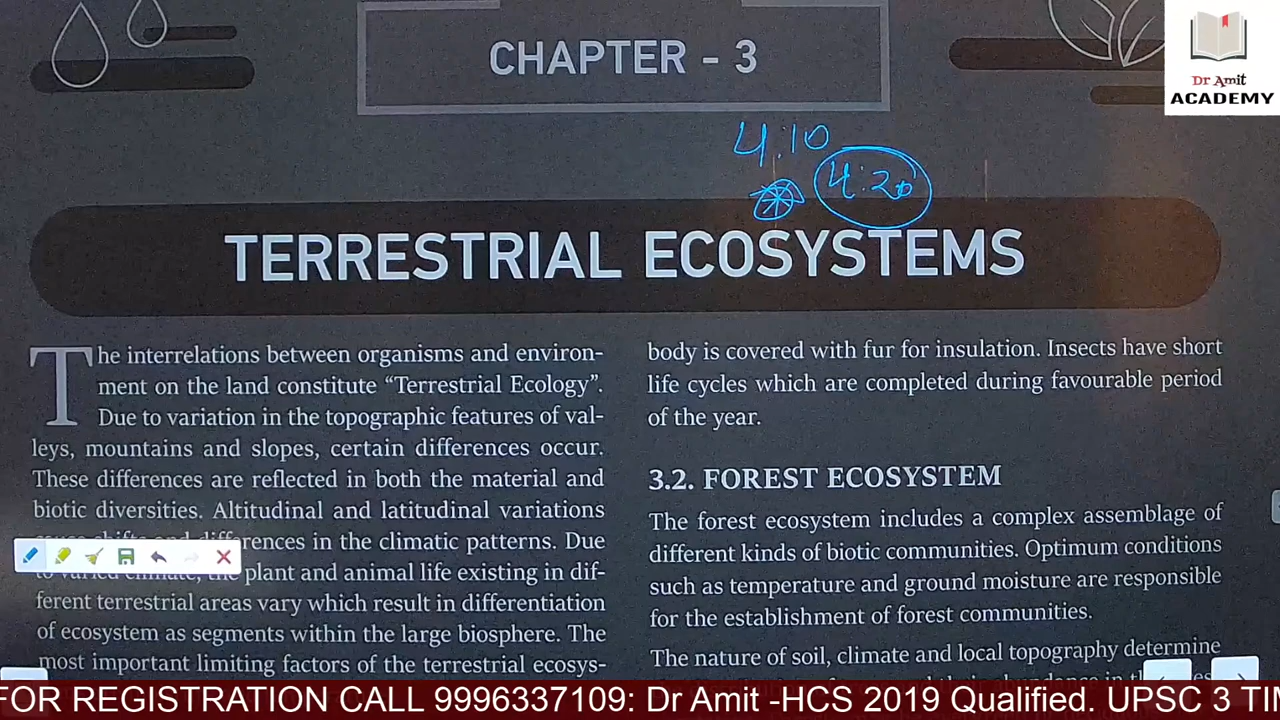 CHAPTER - 3
Dr Amit
ACADEMY
4:10
4:20
TERRESTRIAL ECOSYSTEMS
The interrelations between organisms and environ-
ment on the land constitute “Terrestrial Ecology”.
Due to variation in the topographic features of val-
leys, mountains and slopes, certain differences occur.
These differences are reflected in both the material and
biotic diversities. Altitudinal and latitudinal variations
differences in the climatic patterns. Due
to varied climate, the plant and animal life existing in dif-
ferent terrestrial areas vary which result in differentiation
of ecosystem as segments within the large biosphere. The
most important limiting factors of the terrestrial ecosys-
body is covered with fur for insulation. Insects have short
life cycles which are completed during favourable period
of the year.
3.2. FOREST ECOSYSTEM
The forest ecosystem includes a complex assemblage of
different kinds of biotic communities. Optimum conditions
such as temperature and ground moisture are responsible
for the establishment of forest communities.
The nature of soil, climate and local topography determine
FOR REGISTRATION CALL 9996337109: Dr Amit -HCS 2019 Qualified. UPSC 3 TI